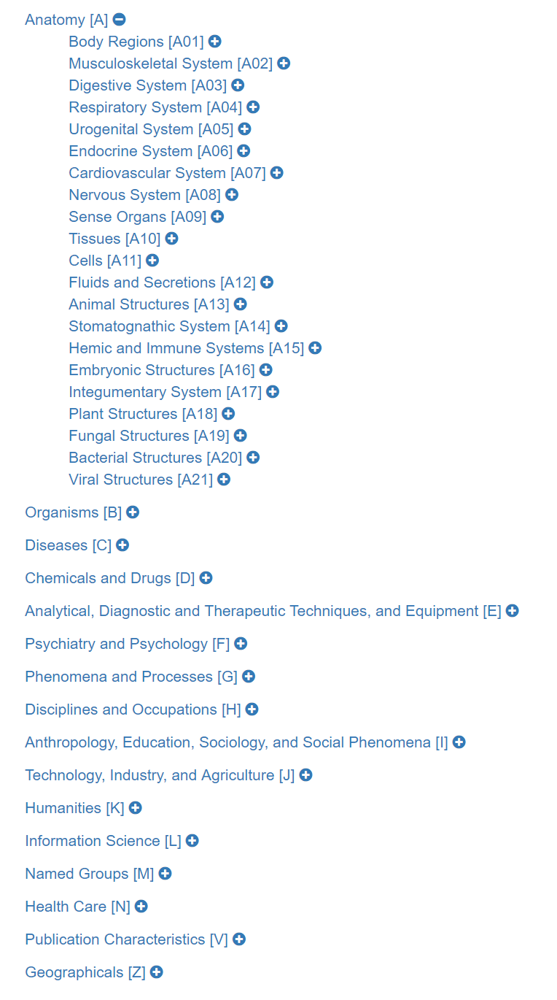 Anatomy [A]
Body Regions [A01]
Musculoskeletal System [A02]
Digestive System [A03]
Respiratory System [A04]
Urogenital System [A05]
Endocrine System [A06]
Cardiovascular System [A07]
Nervous System [A08]
Sense Organs [A09]
Tissues [A10]
Cells [A11]
Fluids and Secretions [A12]
Animal Structures [A13]
Stomatognathic System [A14]
Hemic and Immune Systems [A15]
Embryonic Structures [A16]
Integumentary System [A17]
Plant Structures [A18]
Fungal Structures [A19]
Bacterial Structures [A20]
Viral Structures [A21]
Organisms [B]
Diseases [C]
Chemicals and Drugs [D]
Analytical, Diagnostic and Therapeutic Techniques, and Equipment [E]
Psychiatry and Psychology [F]
Phenomena and Processes [G]
Disciplines and Occupations [H]
Anthropology, Education, Sociology, and Social Phenomena [I]
Technology, Industry, and Agriculture [J]
Humanities [K]
Information Science [L]
Named Groups [M]
Health Care [N]
Publication Characteristics [V]
Geographicals [Z]